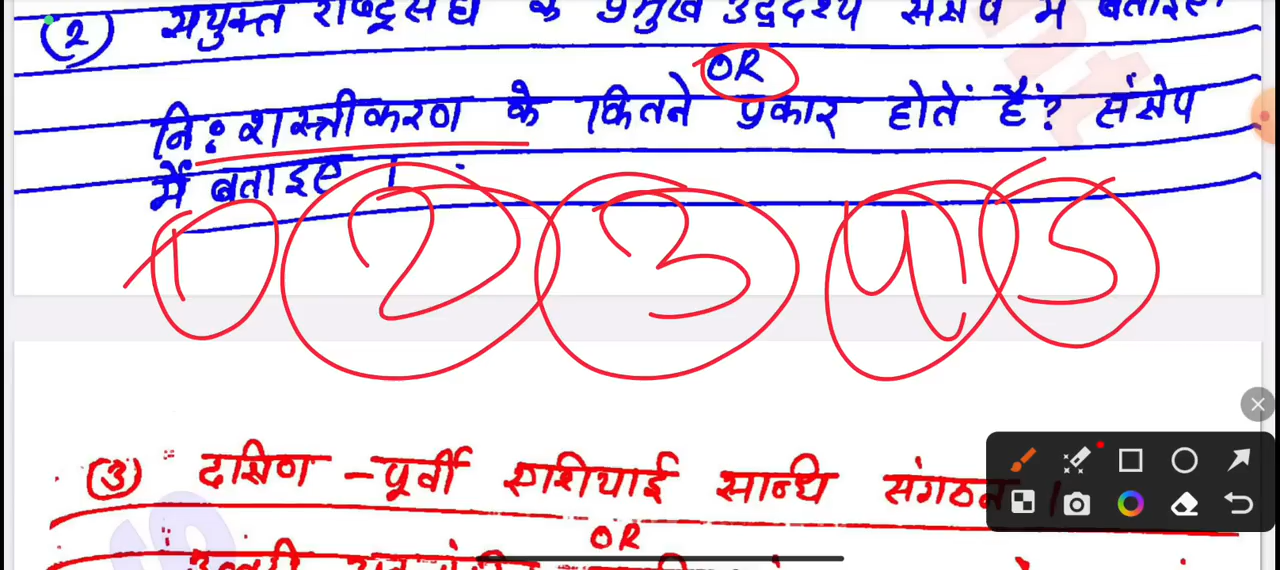 (2) संयुक्त राष्ट्रसंघ के प्रमुख उद्देश्य संक्षेप में बताइए
OR
नि:शस्त्रीकरण के कितने प्रकार होतें हैं? संक्षेप
में बताइए।
1 2 3 4 5
(3) दक्षिण - पूर्वी एशियाई सन्धि संगठन।
OR